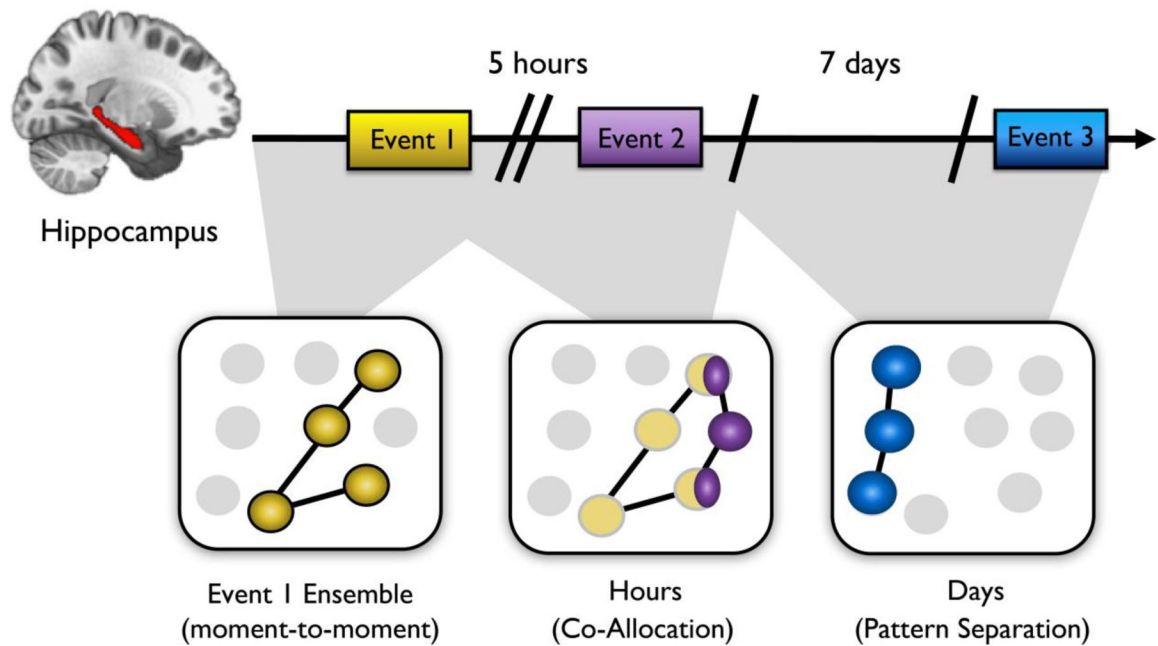 5 hours
7 days
Event 1
Event 2
Event 3
Hippocampus
Event 1 Ensemble
(moment-to-moment)
Hours
(Co-Allocation)
Days
(Pattern Separation)